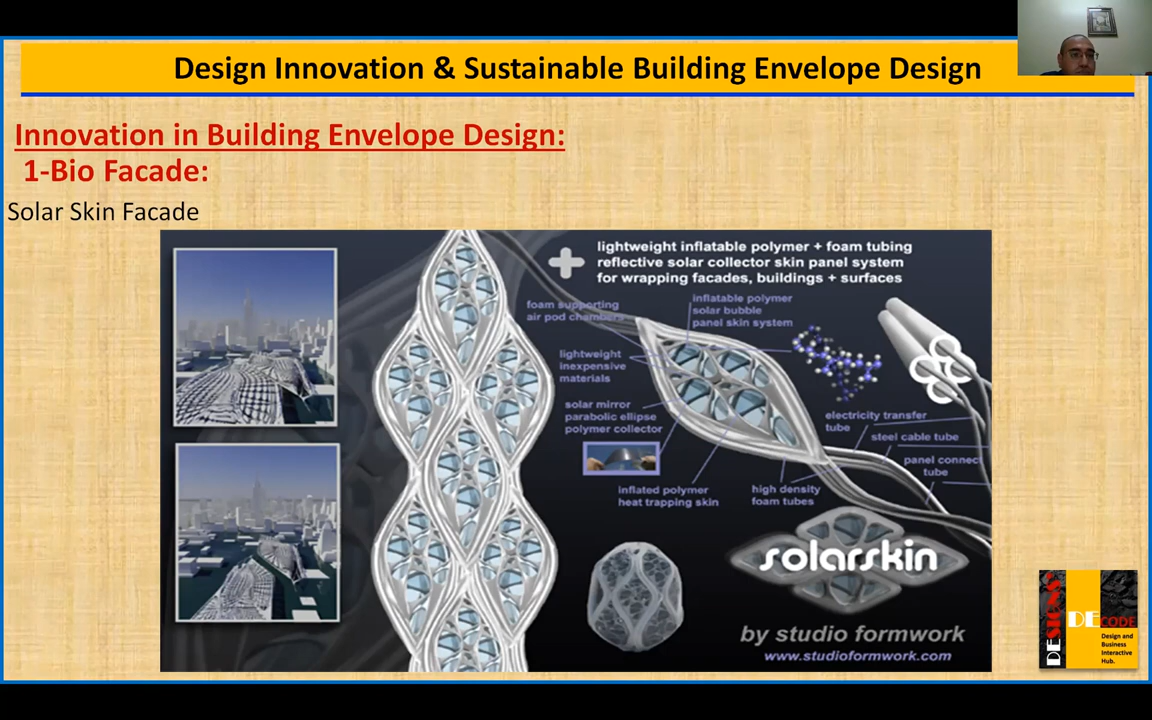 Design Innovation & Sustainable Building Envelope Design
Innovation in Building Envelope Design:
1-Bio Facade:
Solar Skin Facade
lightweight inflatable polymer + foam tubing
reflective solar collector skin panel system
for wrapping facades, buildings + surfaces
foam supporting
air pod chambers
inflatable polymer
solar bubble
panel skin system
lightweight
inexpensive
materials
solar mirror
parabolic ellipse
polymer collector
electricity transfer
tube
steel cable tube
panel connect
tube
inflated polymer
heat trapping skin
high density
foam tubes
solarskin
by studio formwork
www.studioformwork.com
DESIGNS
DECODE
Design and
Business
Interactive
Hub.